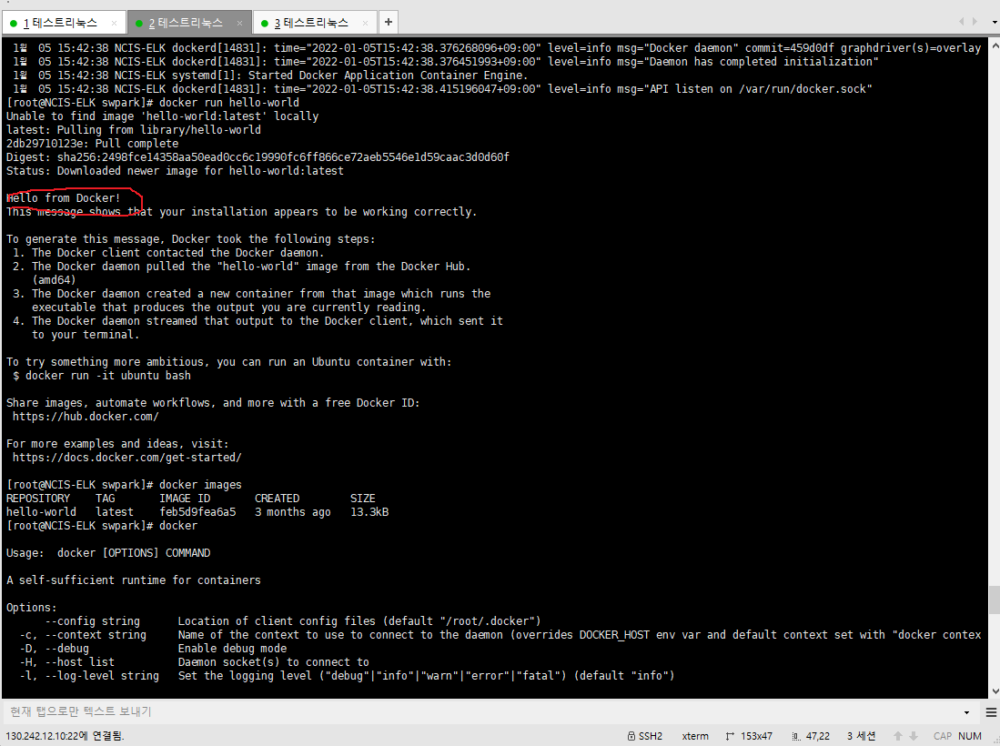 1 테스트리눅스 ×
2 테스트리눅스 ×
3 테스트리눅스 ×
+
1월  05 15:42:38 NCIS-ELK dockerd[14831]: time="2022-01-05T15:42:38.376268096+09:00" level=info msg="Docker daemon" commit=459d0df graphdriver(s)=overlay
1월  05 15:42:38 NCIS-ELK dockerd[14831]: time="2022-01-05T15:42:38.376451993+09:00" level=info msg="Daemon has completed initialization"
1월  05 15:42:38 NCIS-ELK systemd[1]: Started Docker Application Container Engine.
1월  05 15:42:38 NCIS-ELK dockerd[14831]: time="2022-01-05T15:42:38.415196047+09:00" level=info msg="API listen on /var/run/docker.sock"
[root@NCIS-ELK swpark]# docker run hello-world
Unable to find image 'hello-world:latest' locally
latest: Pulling from library/hello-world
2db29710123e: Pull complete
Digest: sha256:2498fce14358aa50ead0cc6c19990fc6ff866ce72aeb5546e1d59caac3d0d60f
Status: Downloaded newer image for hello-world:latest
Hello from Docker!
This message shows that your installation appears to be working correctly.
To generate this message, Docker took the following steps:
1. The Docker client contacted the Docker daemon.
2. The Docker daemon pulled the "hello-world" image from the Docker Hub.
(amd64)
3. The Docker daemon created a new container from that image which runs the
executable that produces the output you are currently reading.
4. The Docker daemon streamed that output to the Docker client, which sent it
to your terminal.
To try something more ambitious, you can run an Ubuntu container with:
$ docker run -it ubuntu bash
Share images, automate workflows, and more with a free Docker ID:
https://hub.docker.com/
For more examples and ideas, visit:
https://docs.docker.com/get-started/
[root@NCIS-ELK swpark]# docker images
REPOSITORY    TAG       IMAGE ID       CREATED        SIZE
hello-world   latest    feb5d9fea6a5   3 months ago   13.3kB
[root@NCIS-ELK swpark]# docker
Usage:  docker [OPTIONS] COMMAND
A self-sufficient runtime for containers
Options:
--config string      Location of client config files (default "/root/.docker")
-c, --context string     Name of the context to use to connect to the daemon (overrides DOCKER_HOST env var and default context set with "docker contex
-D, --debug              Enable debug mode
-H, --host list          Daemon socket(s) to connect to
-l, --log-level string   Set the logging level ("debug"|"info"|"warn"|"error"|"fatal") (default "info")
현재 탭으로만 텍스트 보내기
130.242.12.10:22에 연결됨. SSH2 xterm 153x47 47,22 3 세션 CAP NUM